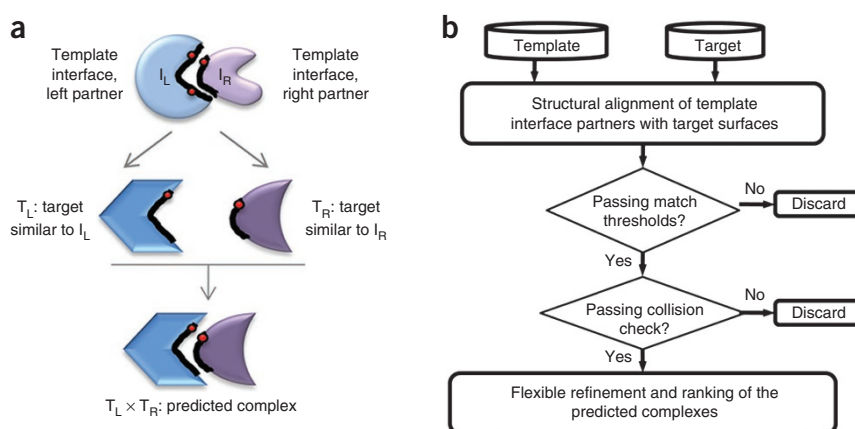 a
Template
interface,
left partner
I_L
I_R
Template
interface,
right partner
T_L: target
similar to I_L
T_R: target
similar to I_R
T_L × T_R: predicted complex
b
Template
Target
Structural alignment of template
interface partners with target surfaces
Passing match
thresholds?
No
Discard
Yes
Passing collision
check?
No
Discard
Yes
Flexible refinement and ranking of the
predicted complexes